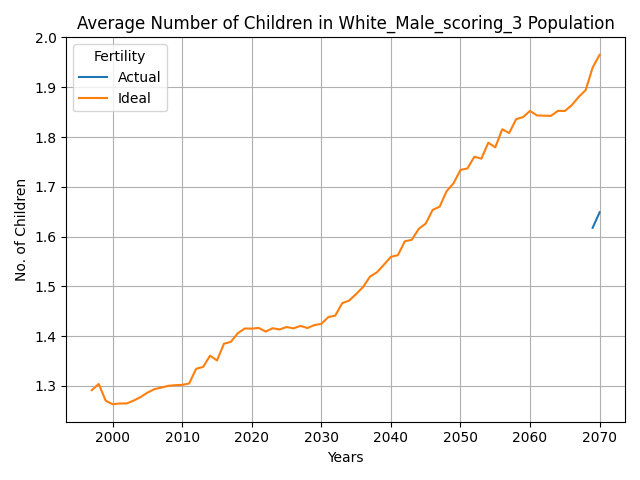 Average Number of Children in White_Male_scoring_3 Population
Fertility
Actual
Ideal
No. of Children
2.0
1.9
1.8
1.7
1.6
1.5
1.4
1.3
2000 2010 2020 2030 2040 2050 2060 2070
Years